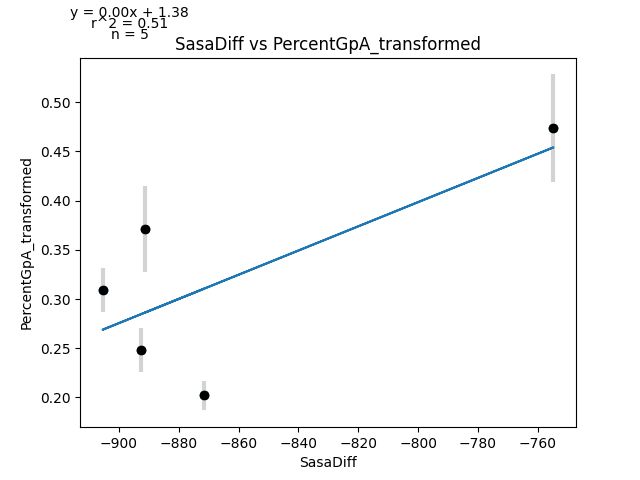 y = 0.00x + 1.38
r^2 = 0.51
n = 5
SasaDiff vs PercentGpA_transformed
PercentGpA_transformed
0.50
0.45
0.40
0.35
0.30
0.25
0.20
−900 −880 −860 −840 −820 −800 −780 −760
SasaDiff